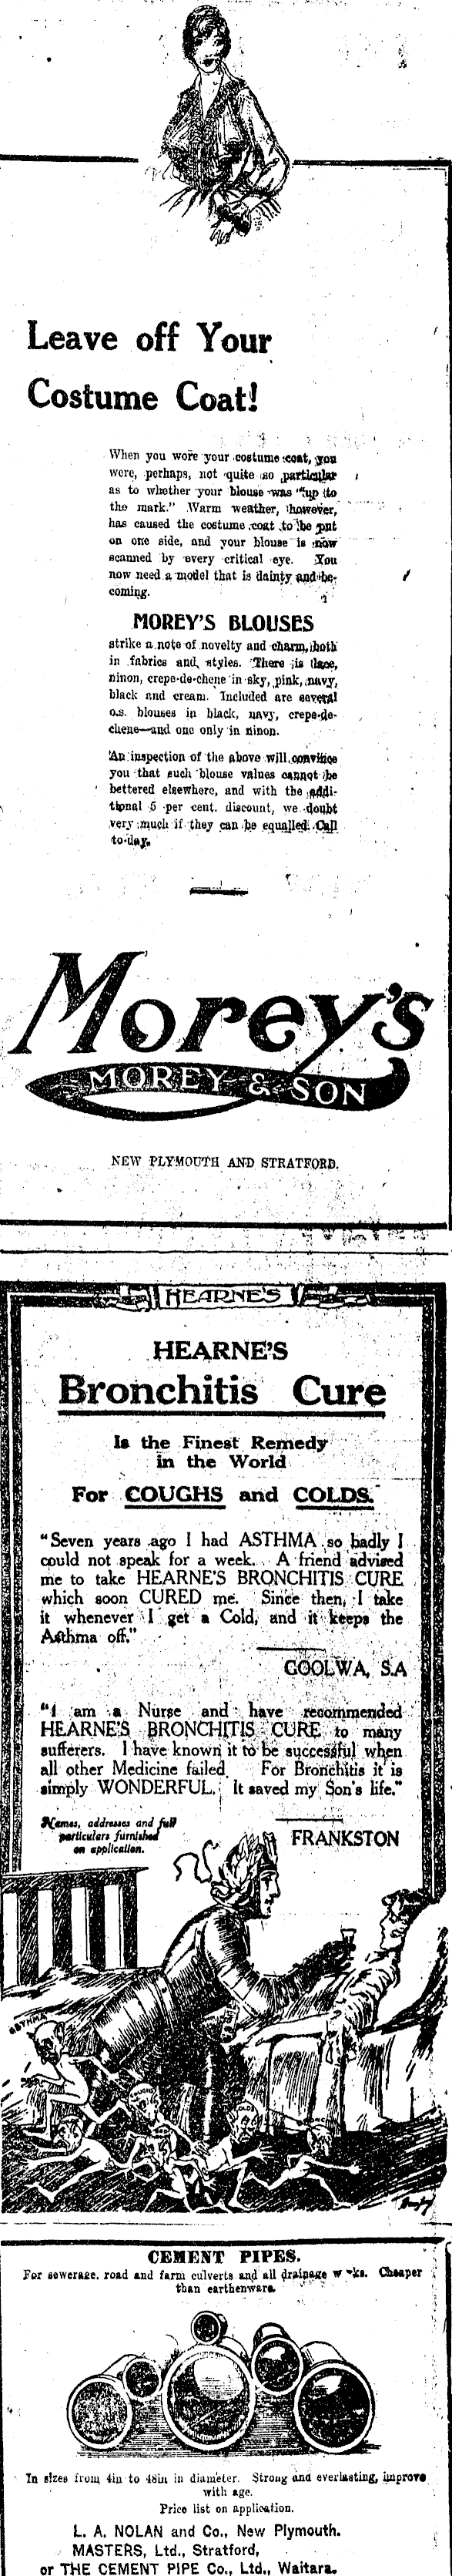 Leave off Your
Costume Coat!
When you wore your costume coat, you
were, perhaps, not quite so particular
as to whether your blouse was "up to
the mark." Warm weather, however,
has caused the costume coat to be put
on one side, and your blouse is now
scanned by every critical eye. You
now need a model that is dainty and be-
coming.
MOREY'S BLOUSES
strike a note of novelty and charm, both
in fabrics and styles. There is lace,
ninon, crepe-de-chene in sky, pink, navy,
black and cream. Included are several
o.s. blouses in black, navy, crepe-de-
chene—and one only in ninon.
An inspection of the above will convince
you that such blouse values cannot be
bettered elsewhere, and with the addi-
tional 5 per cent. discount, we doubt
very much if they can be equalled. Call
to-day.
Morey's
MOREY & SON
NEW PLYMOUTH AND STRATFORD.
HEARNE'S
HEARNE'S
Bronchitis Cure
Is the Finest Remedy
in the World
For COUGHS and COLDS.
"Seven years ago I had ASTHMA so badly I
could not speak for a week. A friend advised
me to take HEARNE'S BRONCHITIS CURE
which soon CURED me. Since then, I take
it whenever I get a Cold, and it keeps the
Asthma off."
GOOLWA, S.A
"I am a Nurse and have recommended
HEARNE'S BRONCHITIS CURE to many
sufferers. I have known it to be successful when
all other Medicine failed. For Bronchitis it is
simply WONDERFUL. It saved my Son's life."
Names, addresses and full
particulars furnished
on application.
FRANKSTON
ASTHMA
COLDS
CEMENT PIPES.
For sewerage, road and farm culverts and all drainage w ks. Cheaper
than earthenware.
In sizes from 4in to 48in in diameter. Strong and everlasting, improve
with age.
Price list on application.
L. A. NOLAN and Co., New Plymouth.
MASTERS, Ltd., Stratford,
or THE CEMENT PIPE Co., Ltd., Waitara.